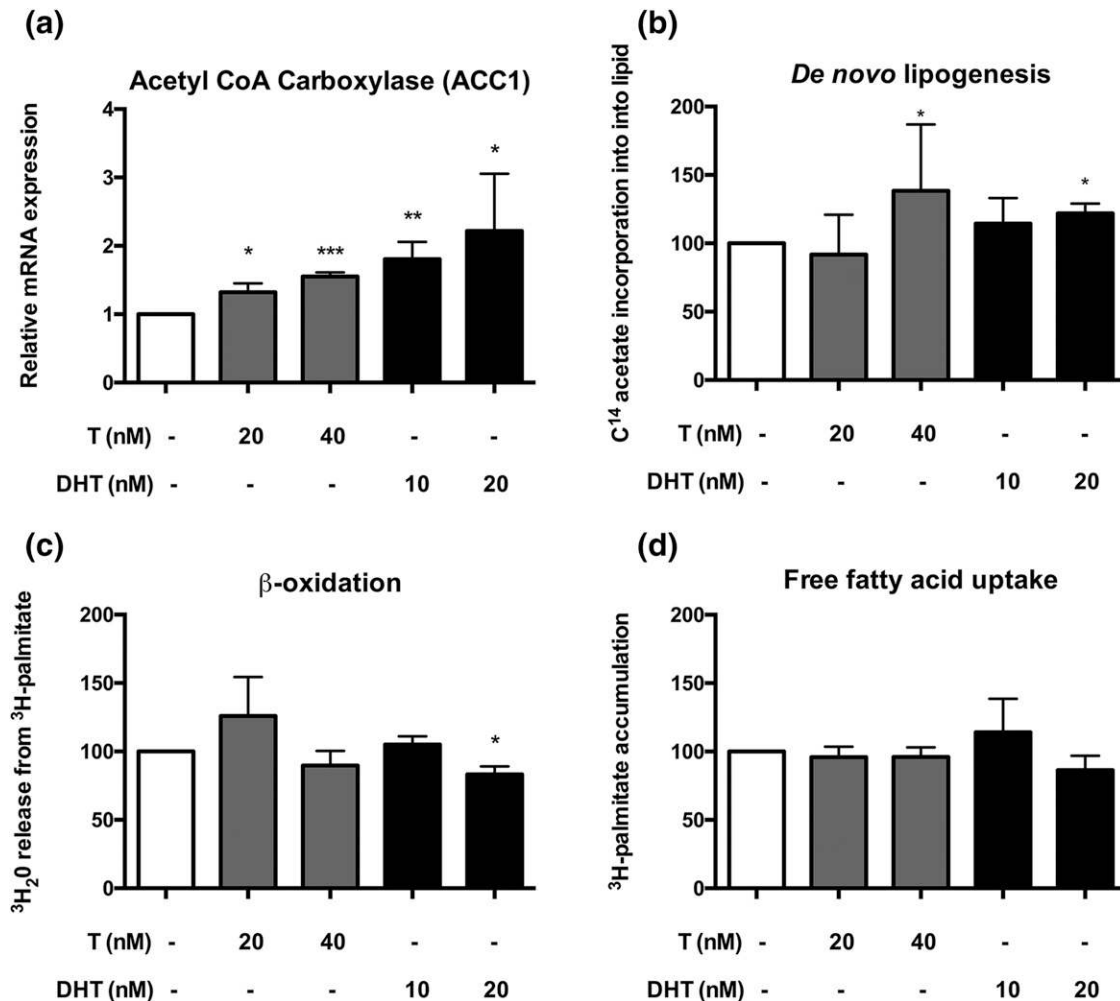 (a)
Acetyl CoA Carboxylase (ACC1)
Relative mRNA expression
4
3
2
1
0
*
***
**
*
T (nM) - 20 40 - -
DHT (nM) - - - 10 20
(b)
De novo lipogenesis
C¹⁴ acetate incorporation into into lipid
200
150
100
50
0
*
*
T (nM) - 20 40 - -
DHT (nM) - - - 10 20
(c)
β-oxidation
³H₂0 release from ³H-palmitate
200
150
100
50
0
*
T (nM) - 20 40 - -
DHT (nM) - - - 10 20
(d)
Free fatty acid uptake
³H-palmitate accumulation
200
150
100
50
0
T (nM) - 20 40 - -
DHT (nM) - - - 10 20